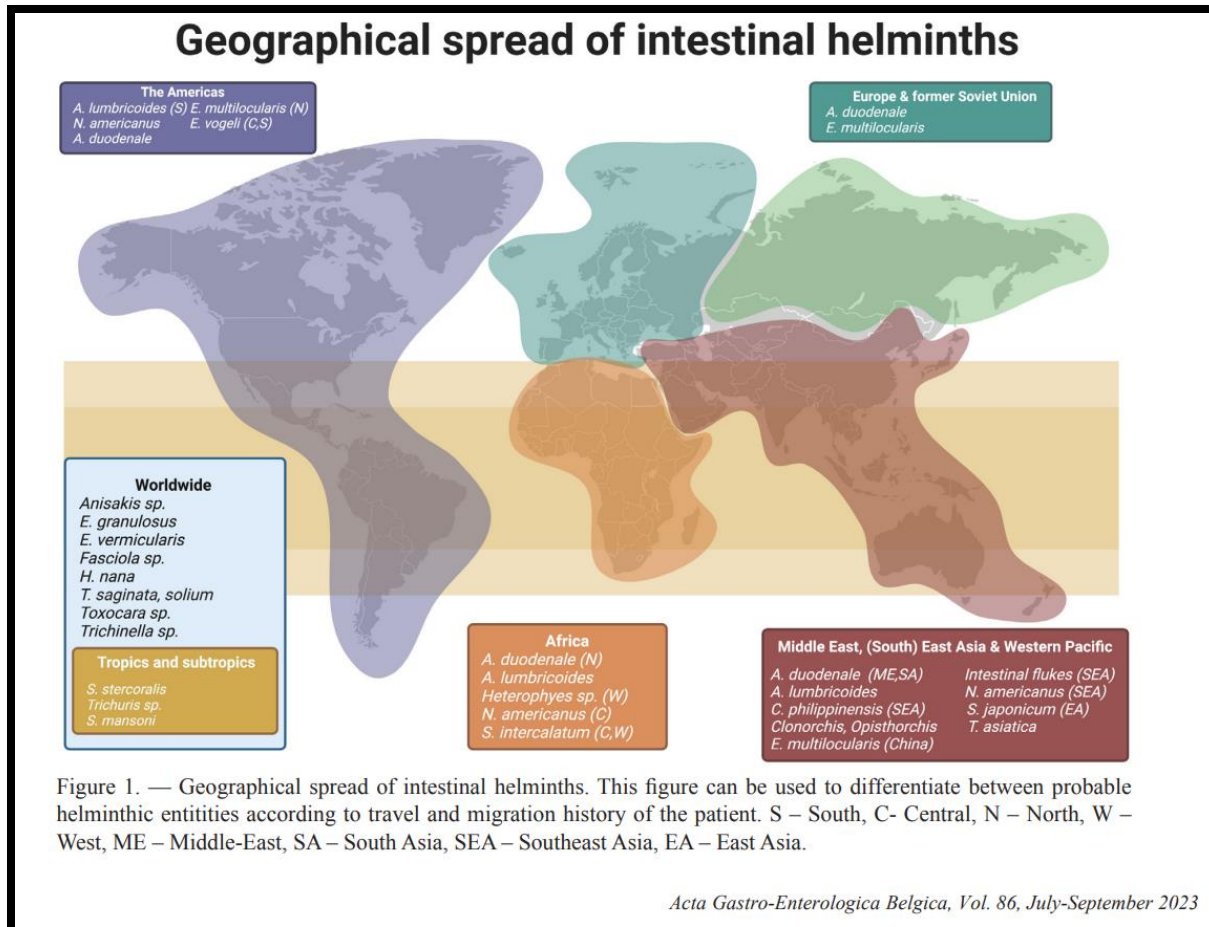 Geographical spread of intestinal helminths
The Americas
A. lumbricoides (S) E. multilocularis (N)
N. americanus E. vogeli (C,S)
A. duodenale
Europe & former Soviet Union
A. duodenale
E. multilocularis
Worldwide
Anisakis sp.
E. granulosus
E. vermicularis
Fasciola sp.
H. nana
T. saginata, solium
Toxocara sp.
Trichinella sp.
Tropics and subtropics
S. stercoralis
Trichuris sp.
S. mansoni
Africa
A. duodenale (N)
A. lumbricoides
Heterophyes sp. (W)
N. americanus (C)
S. intercalatum (C,W)
Middle East, (South) East Asia & Western Pacific
A. duodenale (ME,SA) Intestinal flukes (SEA)
A. lumbricoides N. americanus (SEA)
C. philippinensis (SEA) S. japonicum (EA)
Clonorchis, Opisthorchis T. asiatica
E. multilocularis (China)
Figure 1. — Geographical spread of intestinal helminths. This figure can be used to differentiate between probable
helminthic entitities according to travel and migration history of the patient. S – South, C- Central, N – North, W –
West, ME – Middle-East, SA – South Asia, SEA – Southeast Asia, EA – East Asia.
Acta Gastro-Enterologica Belgica, Vol. 86, July-September 2023